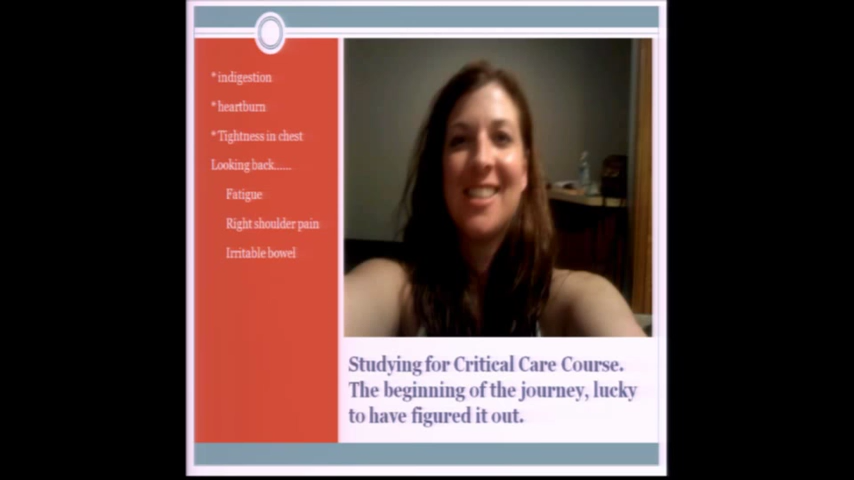 * indigestion
* heartburn
* Tightness in chest
Looking back......
Fatigue
Right shoulder pain
Irritable bowel
Studying for Critical Care Course.
The beginning of the journey, lucky
to have figured it out.